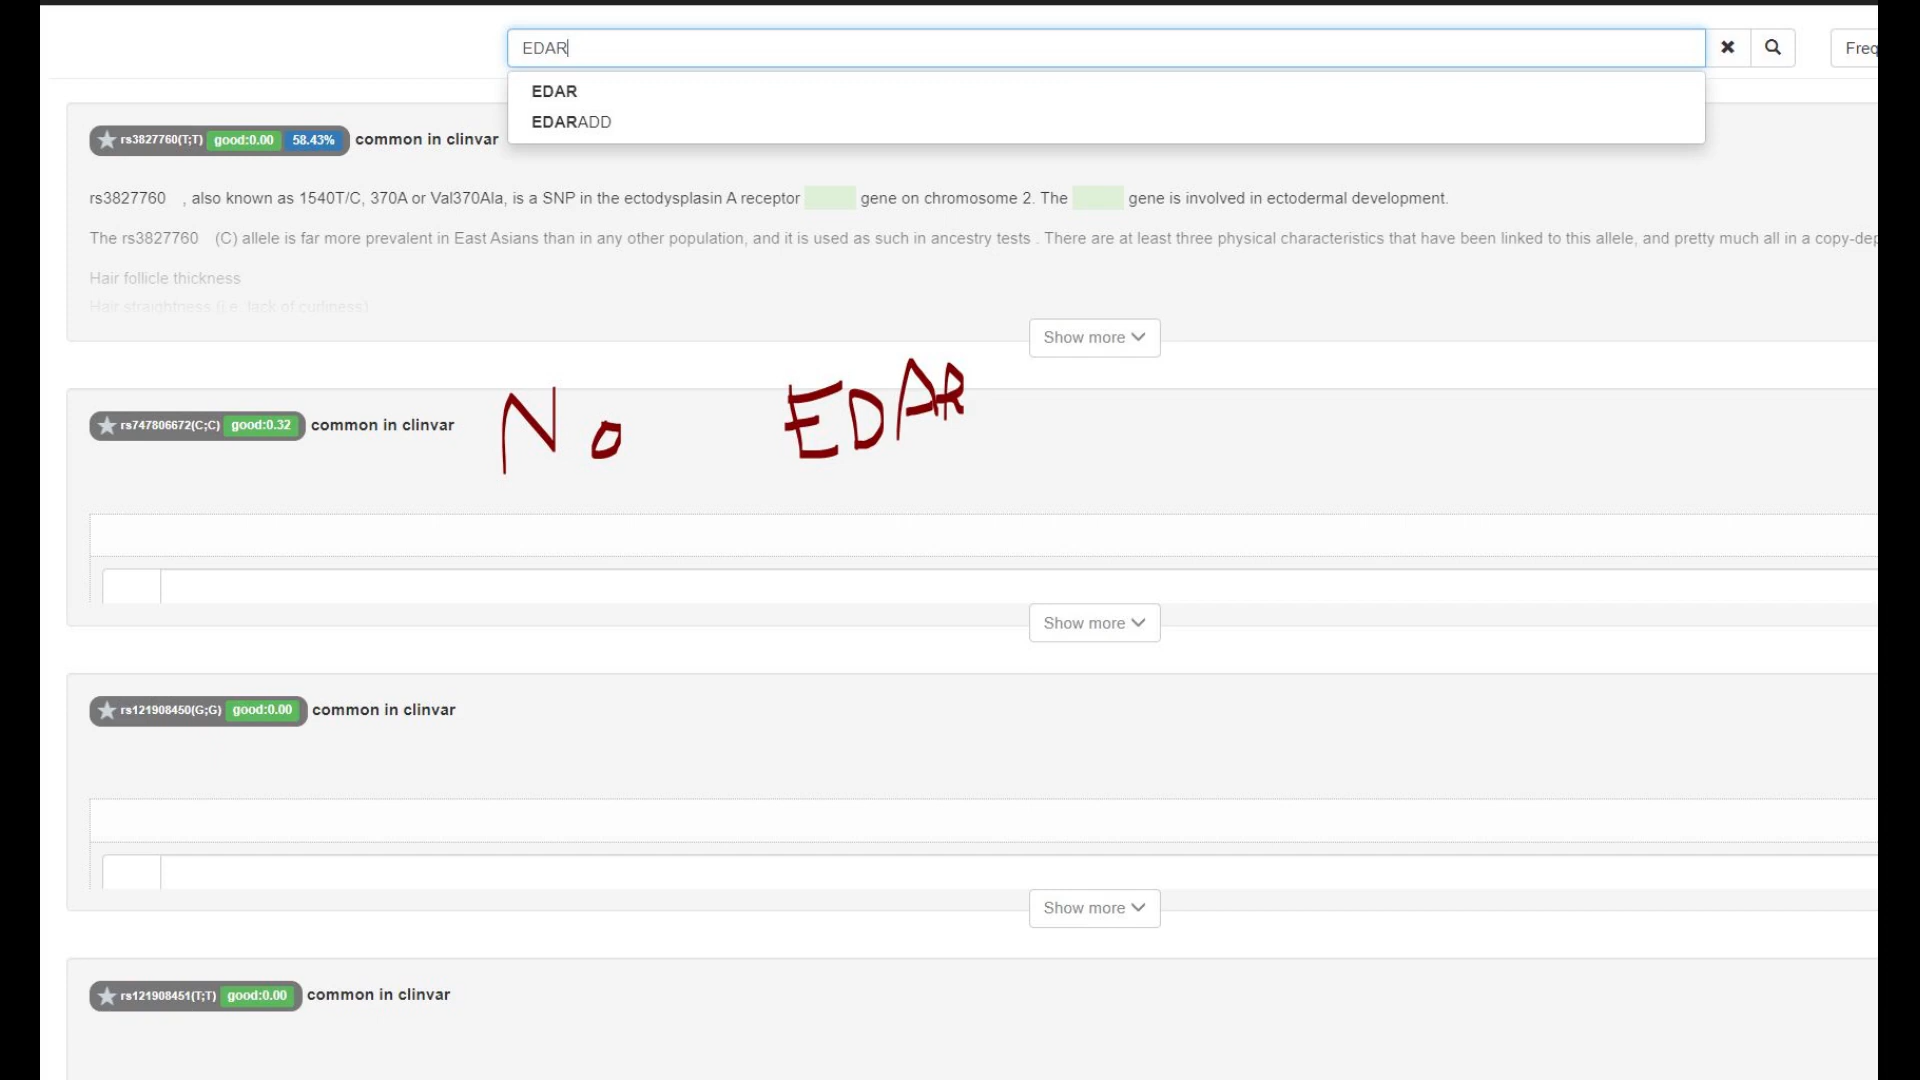 EDAR
Freq
EDAR
EDARADD
rs3827760(T;T) good:0.00 58.43% common in clinvar
rs3827760 , also known as 1540T/C, 370A or Val370Ala, is a SNP in the ectodysplasin A receptor gene on chromosome 2. The gene is involved in ectodermal development.
The rs3827760 (C) allele is far more prevalent in East Asians than in any other population, and it is used as such in ancestry tests . There are at least three physical characteristics that have been linked to this allele, and pretty much all in a copy-dep
Hair follicle thickness
Hair straightness (i.e. lack of curliness)
Show more
No EDAR
rs747806672(C;C) good:0.32 common in clinvar
Show more
rs121908450(G;G) good:0.00 common in clinvar
Show more
rs121908451(T;T) good:0.00 common in clinvar